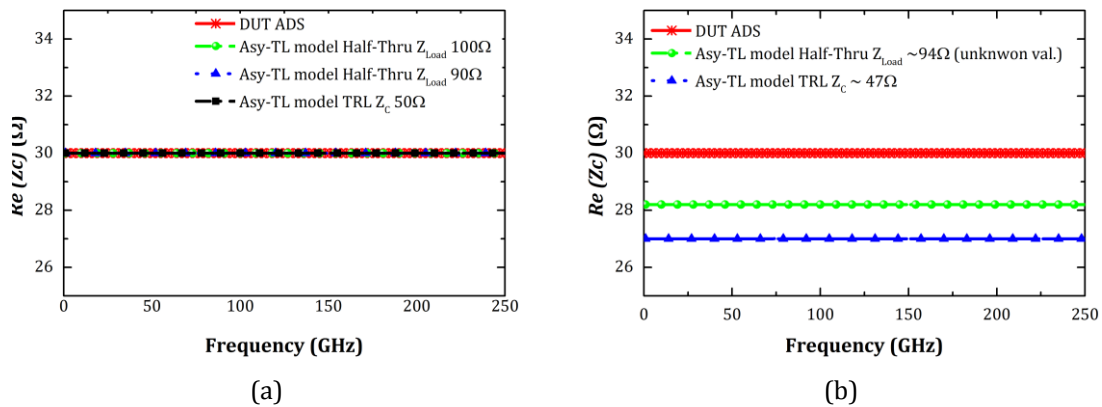 34
32
30
28
26
Re (Zc) (Ω)
DUT ADS
Asy-TL model Half-Thru Z_Load 100Ω
Asy-TL model Half-Thru Z_Load 90Ω
Asy-TL model TRL Z_C 50Ω
0 50 100 150 200 250
Frequency (GHz)
(a)
34
32
30
28
26
Re (Zc) (Ω)
DUT ADS
Asy-TL model Half-Thru Z_Load ~94Ω (unknwon val.)
Asy-TL model TRL Z_C ~ 47Ω
0 50 100 150 200 250
Frequency (GHz)
(b)